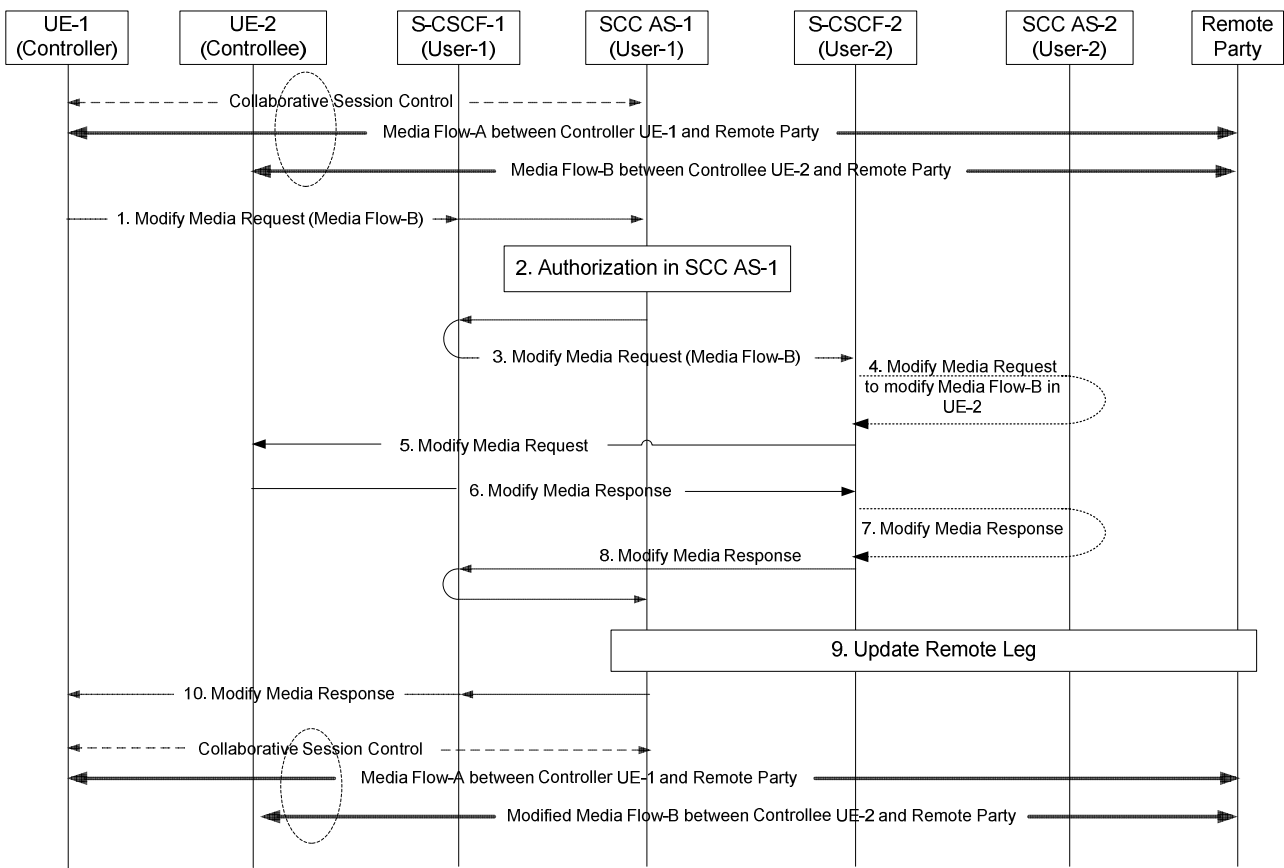 UE-1
(Controller)
UE-2
(Controllee)
S-CSCF-1
(User-1)
SCC AS-1
(User-1)
S-CSCF-2
(User-2)
SCC AS-2
(User-2)
Remote
Party
Collaborative Session Control
Media Flow-A between Controller UE-1 and Remote Party
Media Flow-B between Controllee UE-2 and Remote Party
1. Modify Media Request (Media Flow-B)
2. Authorization in SCC AS-1
3. Modify Media Request (Media Flow-B)
4. Modify Media Request
to modify Media Flow-B in
UE-2
5. Modify Media Request
6. Modify Media Response
7. Modify Media Response
8. Modify Media Response
9. Update Remote Leg
10. Modify Media Response
Collaborative Session Control
Media Flow-A between Controller UE-1 and Remote Party
Modified Media Flow-B between Controllee UE-2 and Remote Party